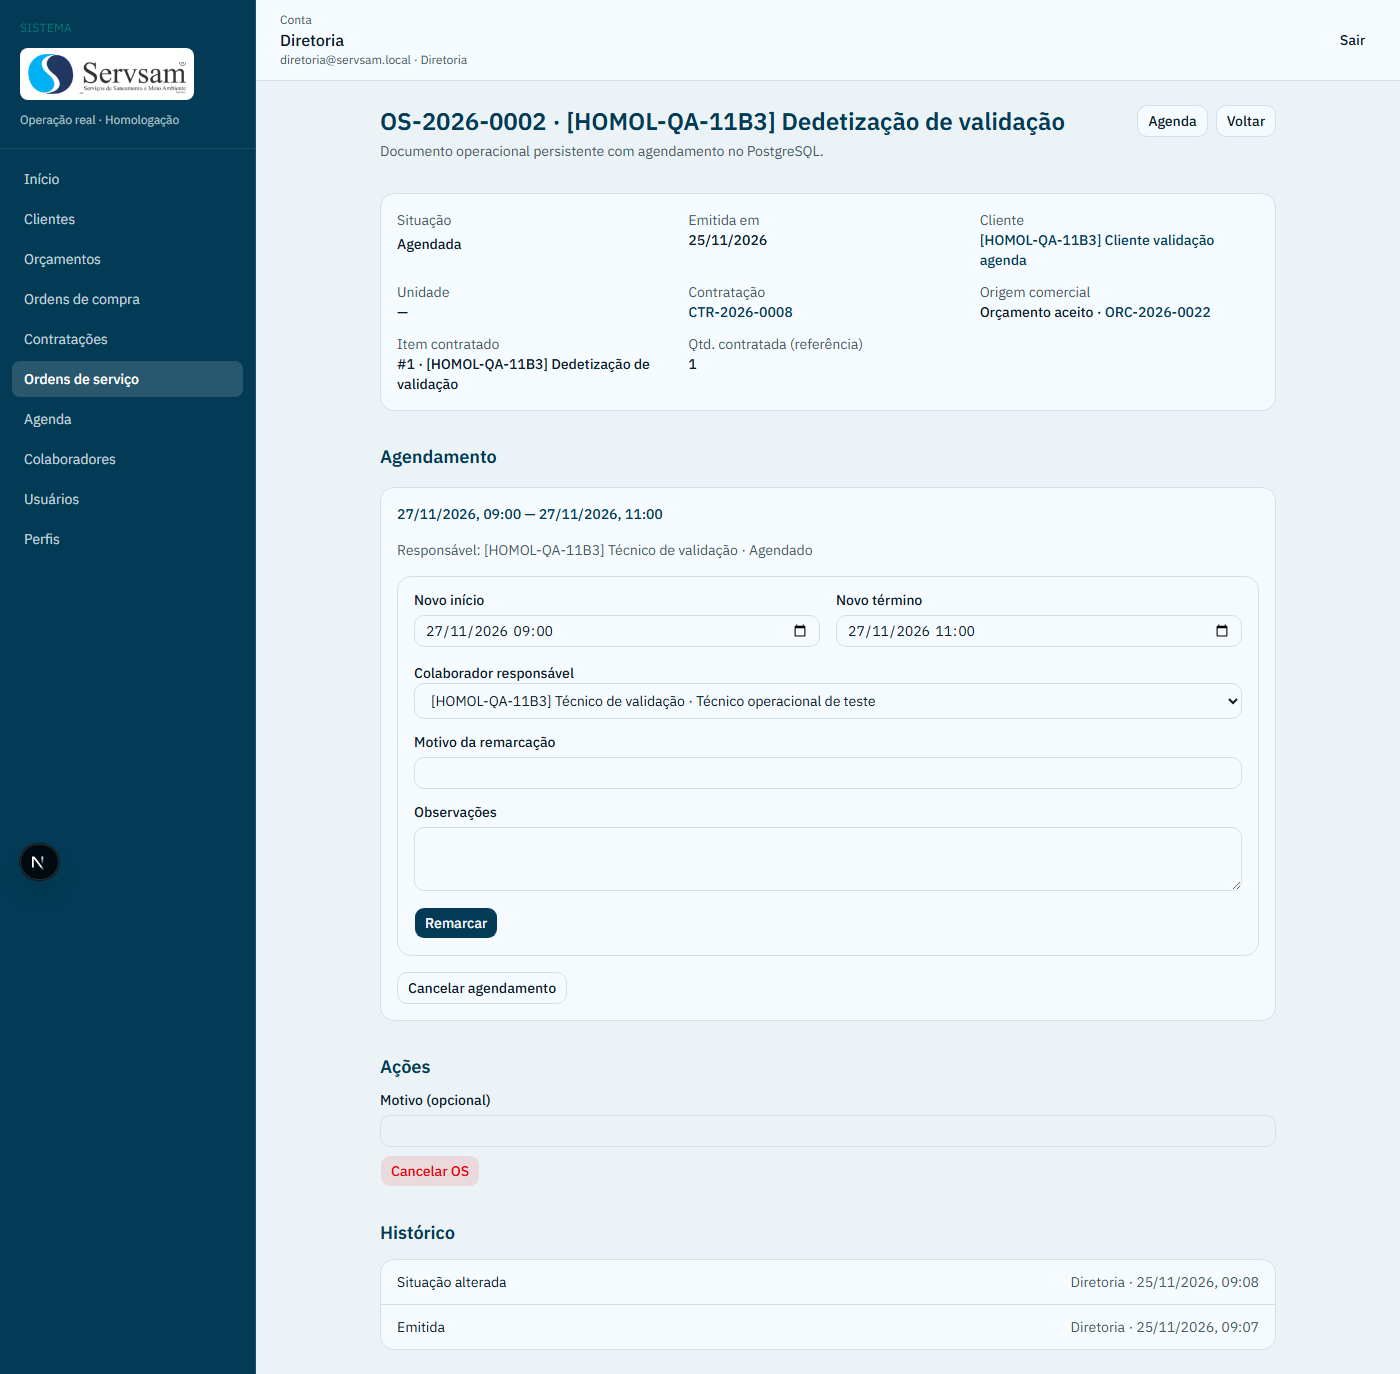 SISTEMA
Servsam
Serviços de Saneamento e Meio Ambiente
Operação real · Homologação
Início
Clientes
Orçamentos
Ordens de compra
Contratações
Ordens de serviço
Agenda
Colaboradores
Usuários
Perfis
Conta
Diretoria
diretoria@servsam.local · Diretoria
Sair
OS-2026-0002 · [HOMOL-QA-11B3] Dedetização de validação
Agenda
Voltar
Documento operacional persistente com agendamento no PostgreSQL.
Situação
Agendada
Emitida em
25/11/2026
Cliente
[HOMOL-QA-11B3] Cliente validação
agenda
Unidade
—
Contratação
CTR-2026-0008
Origem comercial
Orçamento aceito · ORC-2026-0022
Item contratado
#1 · [HOMOL-QA-11B3] Dedetização de
validação
Qtd. contratada (referência)
1
Agendamento
27/11/2026, 09:00 — 27/11/2026, 11:00
Responsável: [HOMOL-QA-11B3] Técnico de validação · Agendado
Novo início
27/11/2026 09:00
Novo término
27/11/2026 11:00
Colaborador responsável
[HOMOL-QA-11B3] Técnico de validação · Técnico operacional de teste
Motivo da remarcação
Observações
Remarcar
Cancelar agendamento
Ações
Motivo (opcional)
Cancelar OS
Histórico
Situação alterada
Diretoria · 25/11/2026, 09:08
Emitida
Diretoria · 25/11/2026, 09:07
N